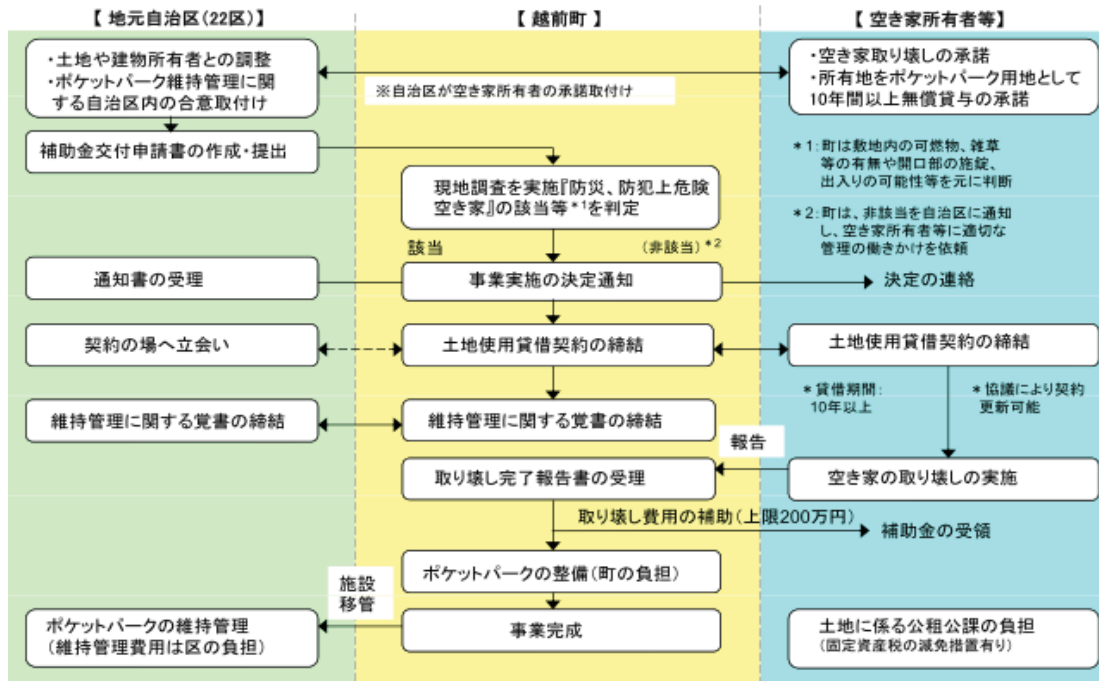 【 地元自治区(22区) 】
【 越前町 】
【 空き家所有者等】
・土地や建物所有者との調整
・ポケットパーク維持管理に関
する自治区内の合意取付け
※自治区が空き家所有者の承諾取付け
・空き家取り壊しの承諾
・所有地をポケットパーク用地として
10年間以上無償貸与の承諾
補助金交付申請書の作成・提出
現地調査を実施『防災、防犯上危険
空き家』の該当等*1を判定
*1:町は敷地内の可燃物、雑草
等の有無や開口部の施錠、
出入りの可能性等を元に判断
*2:町は、非該当を自治区に通知
し、空き家所有者等に適切な
管理の働きかけを依頼
該当
(非該当)*2
通知書の受理
事業実施の決定通知
決定の連絡
契約の場へ立会い
土地使用貸借契約の締結
土地使用貸借契約の締結
*貸借期間:
10年以上
*協議により契約
更新可能
維持管理に関する覚書の締結
維持管理に関する覚書の締結
報告
取り壊し完了報告書の受理
空き家の取り壊しの実施
取り壊し費用の補助(上限200万円)
補助金の受領
ポケットパークの整備(町の負担)
施設
移管
ポケットパークの維持管理
(維持管理費用は区の負担)
事業完成
土地に係る公租公課の負担
(固定資産税の減免措置有り)